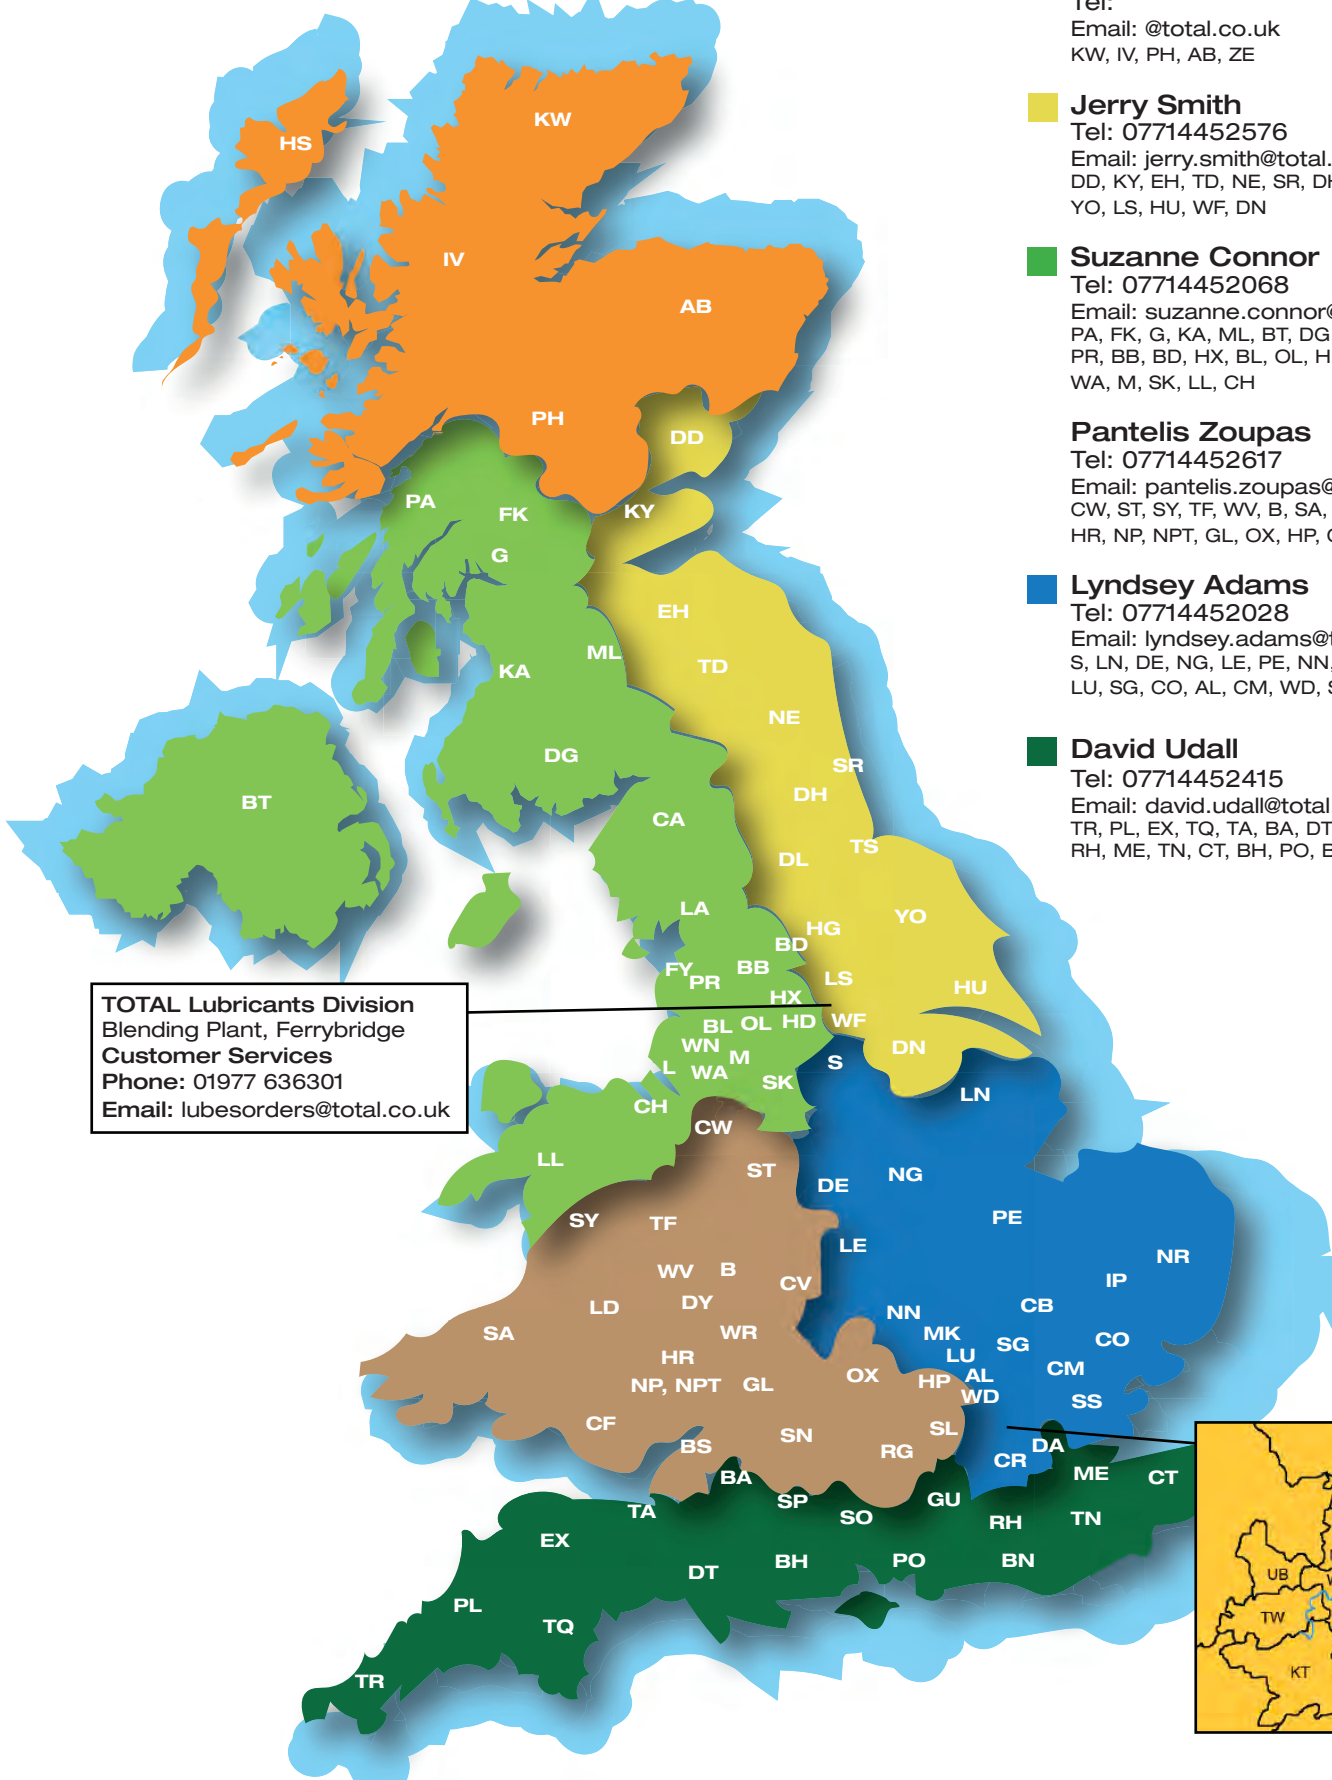 Tel:
Email: @total.co.uk
KW, IV, PH, AB, ZE
Jerry Smith
Tel: 07714452576
Email: jerry.smith@total.
DD, KY, EH, TD, NE, SR, DH
YO, LS, HU, WF, DN
Suzanne Connor
Tel: 07714452068
Email: suzanne.connor@
PA, FK, G, KA, ML, BT, DG
PR, BB, BD, HX, BL, OL, H
WA, M, SK, LL, CH
Pantelis Zoupas
Tel: 07714452617
Email: pantelis.zoupas@
CW, ST, SY, TF, WV, B, SA,
HR, NP, NPT, GL, OX, HP,
Lyndsey Adams
Tel: 07714452028
Email: lyndsey.adams@t
S, LN, DE, NG, LE, PE, NN,
LU, SG, CO, AL, CM, WD, S
David Udall
Tel: 07714452415
Email: david.udall@total
TR, PL, EX, TQ, TA, BA, DT
RH, ME, TN, CT, BH, PO, B
KW
HS
IV
AB
PH
DD
PA
FK
KY
G
EH
ML
TD
KA
NE
DG
SR
DH
BT
CA
TS
DL
LA
YO
HG
BD
FY
BB
PR
LS
HU
HX
BL
OL
HD
WF
WN
M
DN
L
WA
S
SK
LN
CH
CW
LL
ST
NG
DE
SY
TF
PE
LE
NR
WV
B
CV
IP
LD
DY
CB
NN
SA
WR
MK
SG
CO
HR
LU
CM
NP, NPT
GL
OX
HP
AL
WD
SS
CF
BS
SN
SL
RG
DA
CR
BA
ME
CT
TA
SP
SO
GU
RH
TN
EX
DT
BH
PO
BN
PL
TQ
TR
TOTAL Lubricants Division
Blending Plant, Ferrybridge
Customer Services
Phone: 01977 636301
Email: lubesorders@total.co.uk
UB
TW
KT